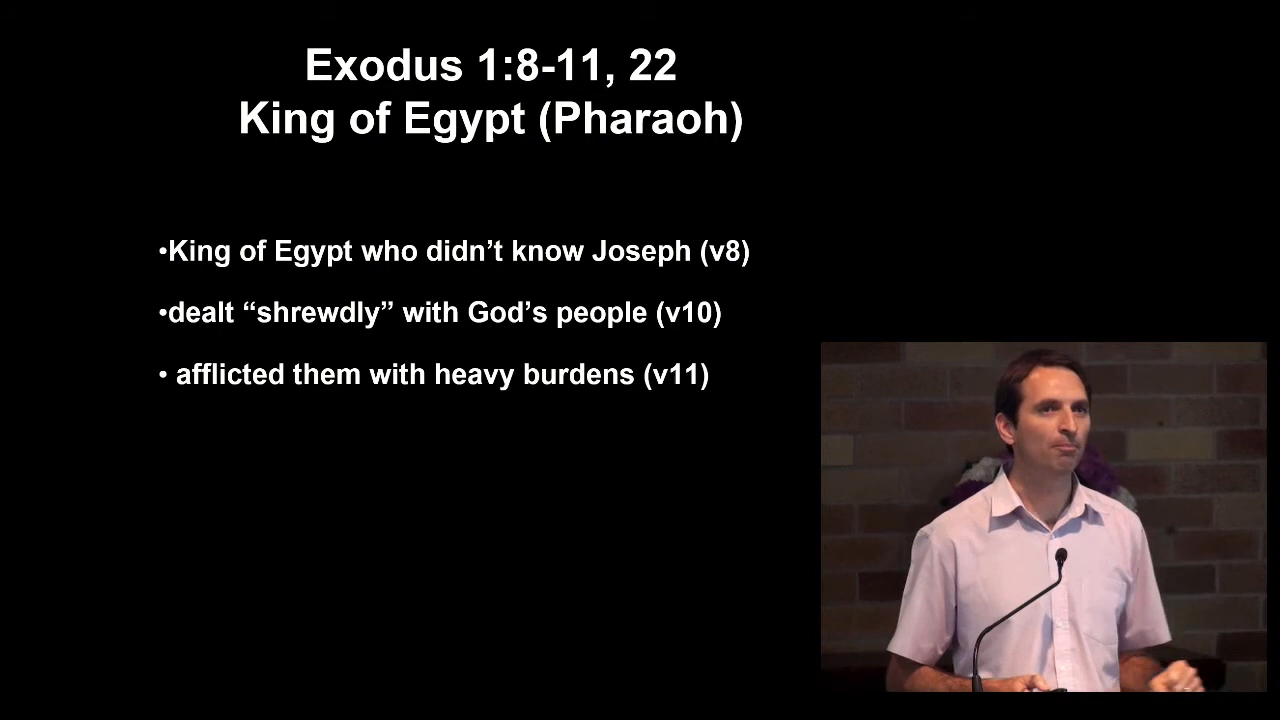 Exodus 1:8-11, 22
King of Egypt (Pharaoh)
•King of Egypt who didn’t know Joseph (v8)
•dealt “shrewdly” with God’s people (v10)
• afflicted them with heavy burdens (v11)